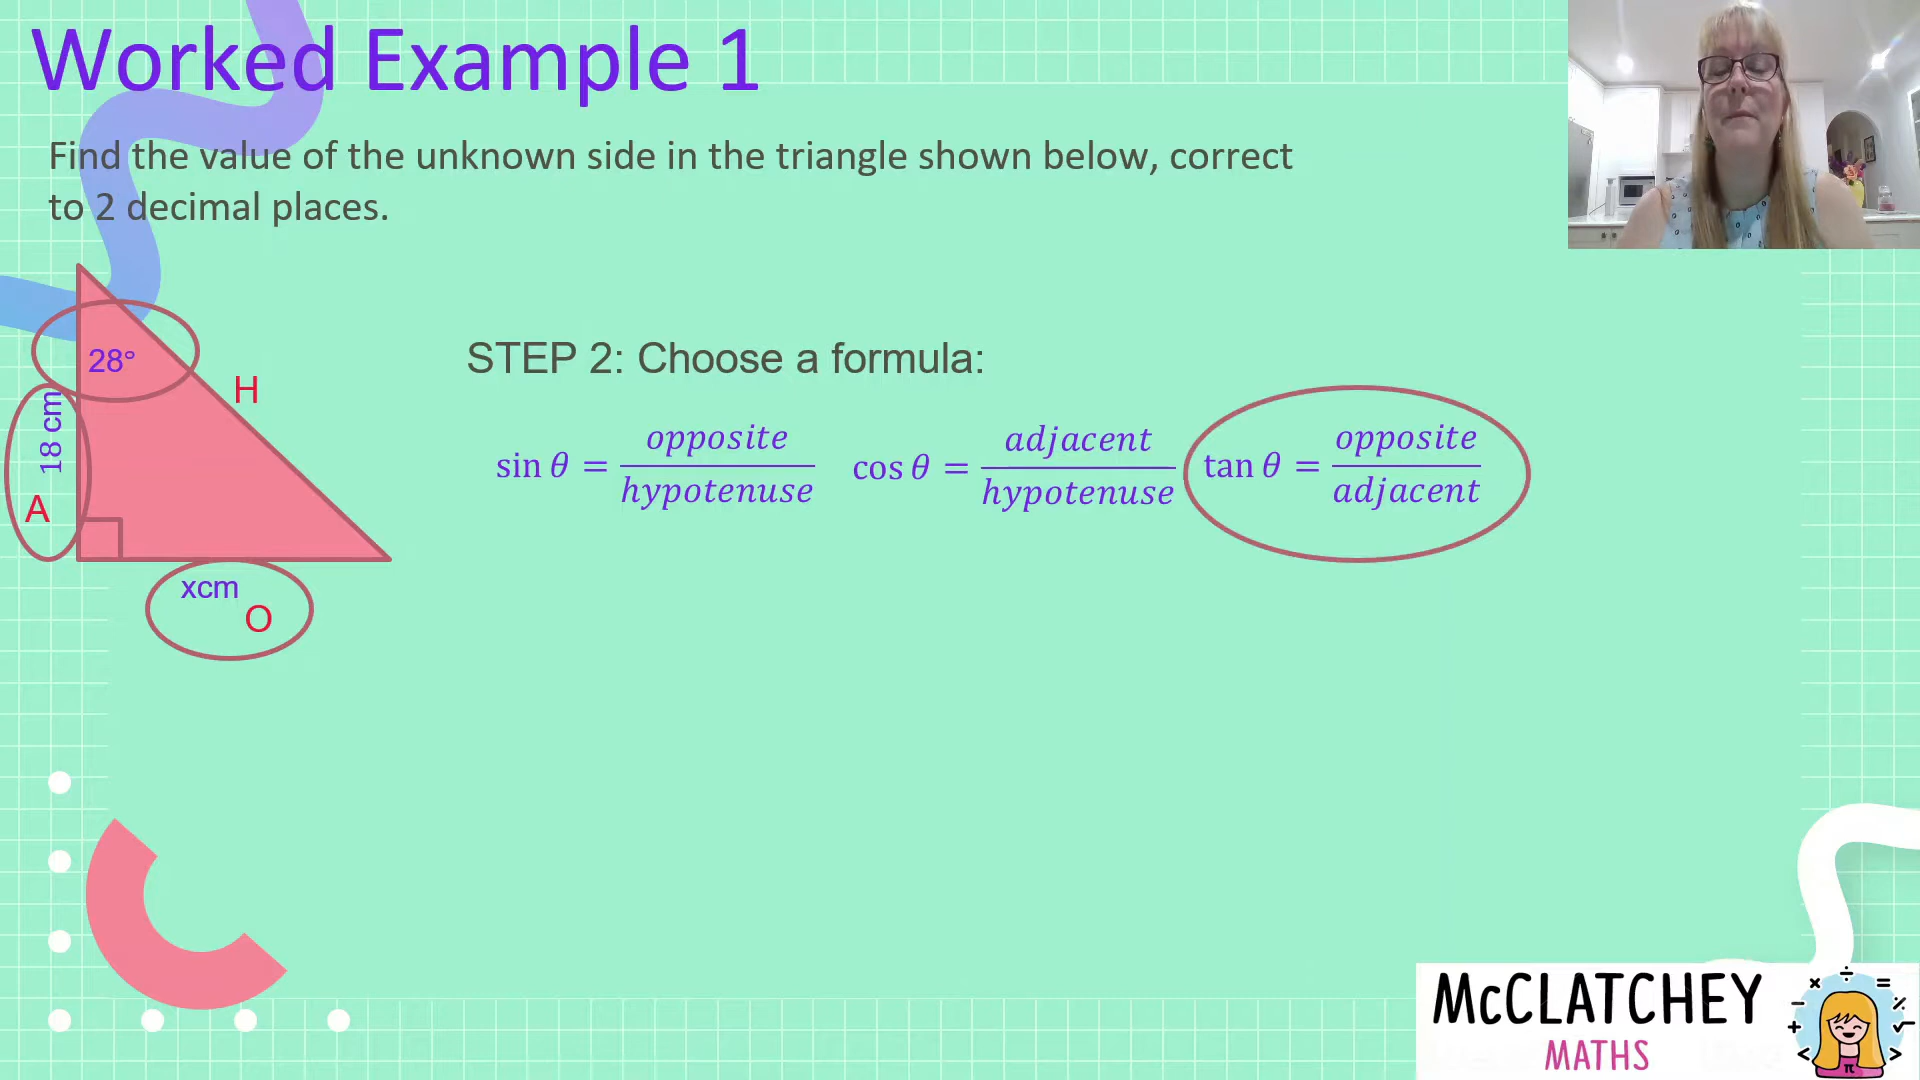 Worked Example 1
Find the value of the unknown side in the triangle shown below, correct
to 2 decimal places.
28°
H
18 cm
A
xcm
O
STEP 2: Choose a formula:
sin θ = opposite / hypotenuse
cos θ = adjacent / hypotenuse
tan θ = opposite / adjacent
McCLATCHEY
MATHS